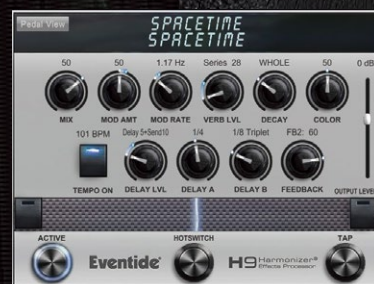 Pedal View
SPACETIME
SPACETIME
50 50 1.17 Hz Series 28 WHOLE 50 0 dB
MIX MOD AMT MOD RATE VERB LVL DECAY COLOR
101 BPM Delay 5+Send10 1/4 1/8 Triplet FB2: 60
TEMPO ON DELAY LVL DELAY A DELAY B FEEDBACK OUTPUT LEVEL
ACTIVE HOTSWITCH TAP
Eventide® H9 Harmonizer®
Effects Processor